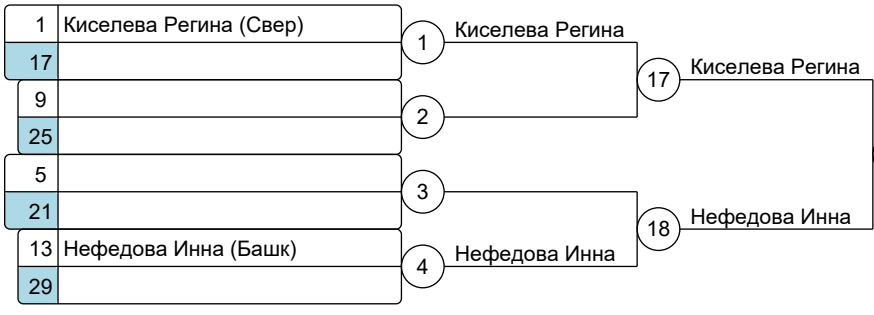 1 Киселева Регина (Свер)
17
1 Киселева Регина
9
25
2
17 Киселева Регина
5
21
3
13 Нефедова Инна (Башк)
29
4 Нефедова Инна
18 Нефедова Инна